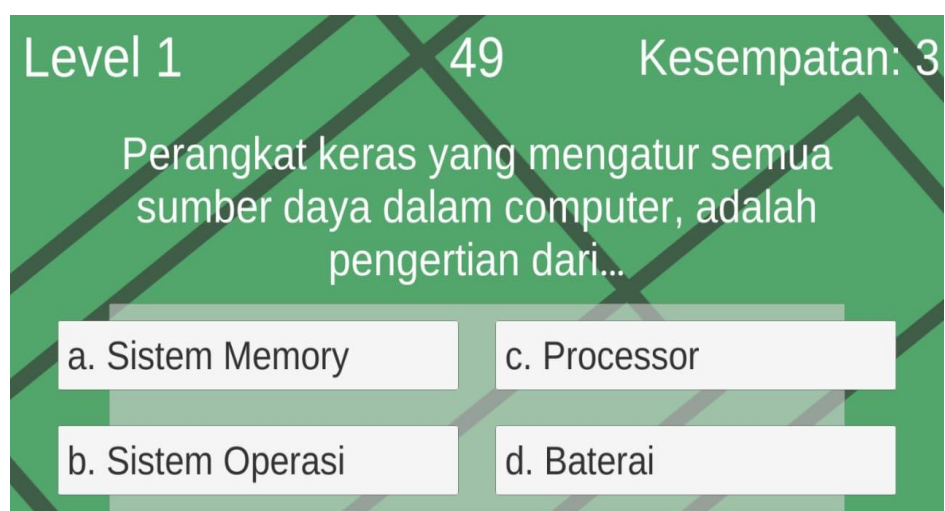 Level 1
49
Kesempatan: 3
Perangkat keras yang mengatur semua
sumber daya dalam computer, adalah
pengertian dari...
a. Sistem Memory
c. Processor
b. Sistem Operasi
d. Baterai